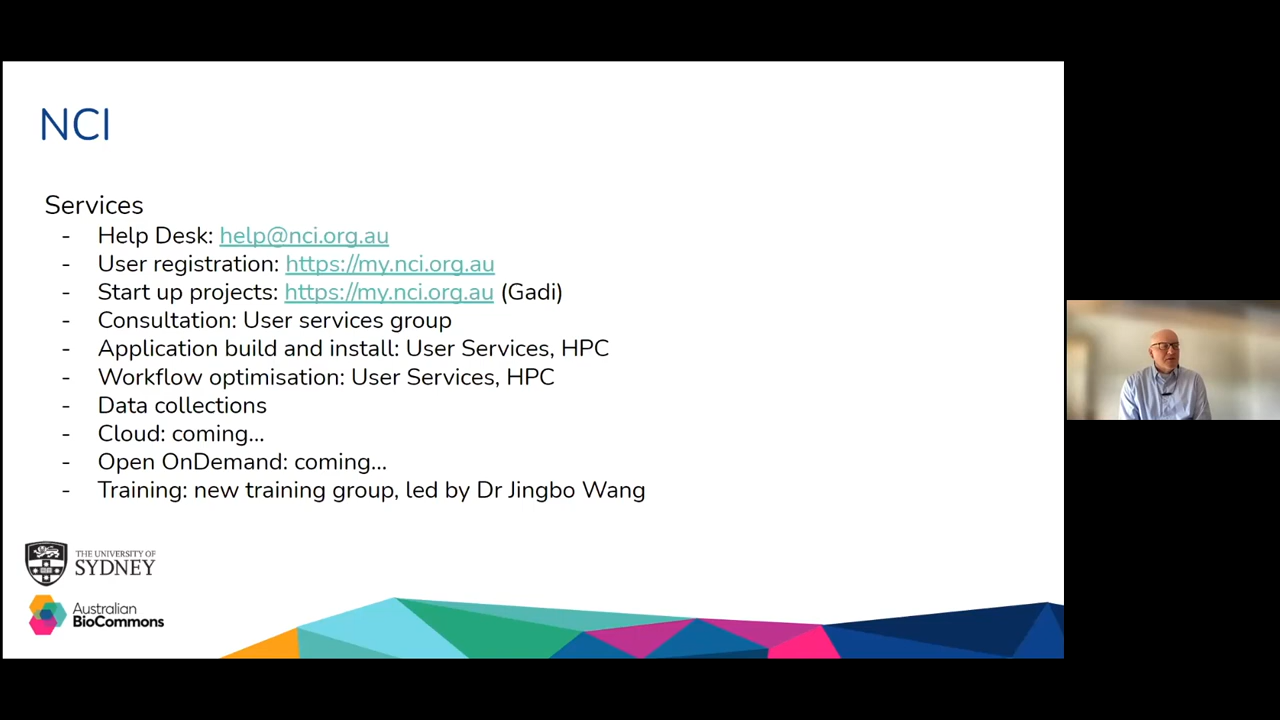 NCI
Services
- Help Desk: help@nci.org.au
- User registration: https://my.nci.org.au
- Start up projects: https://my.nci.org.au (Gadi)
- Consultation: User services group
- Application build and install: User Services, HPC
- Workflow optimisation: User Services, HPC
- Data collections
- Cloud: coming...
- Open OnDemand: coming...
- Training: new training group, led by Dr Jingbo Wang
THE UNIVERSITY OF
SYDNEY
Australian
BioCommons